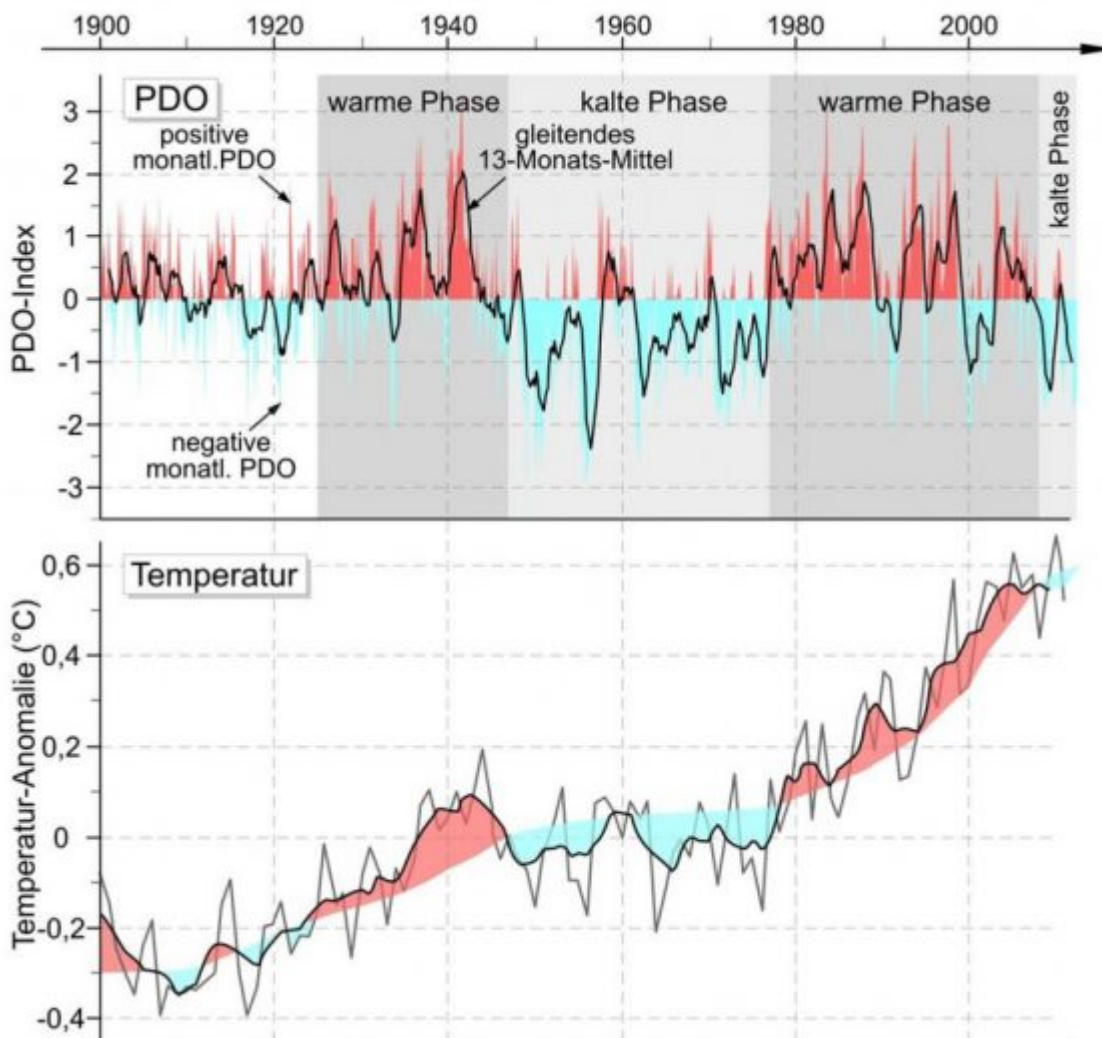 1900 1920 1940 1960 1980 2000
PDO
warme Phase
kalte Phase
warme Phase
kalte Phase
positive
monatl.PDO
gleitendes
13-Monats-Mittel
negative
monatl. PDO
PDO-Index
3
2
1
0
-1
-2
-3
Temperatur
Temperatur-Anomalie (°C)
0,6
0,4
0,2
0
-0,2
-0,4